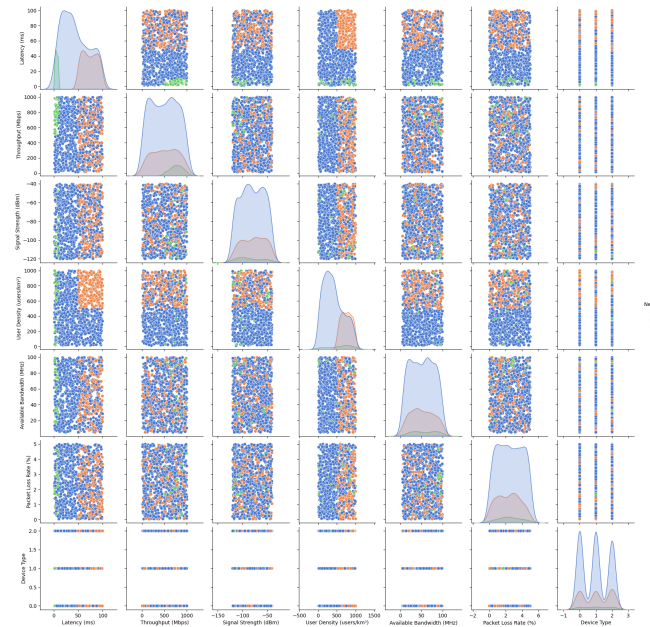 Latency (ms)
100
80
60
40
20
0
Throughput (Mbps)
1000
800
600
400
200
0
Signal Strength (dBm)
−40
−60
−80
−100
−120
User Density (users/km²)
1000
800
600
400
200
0
Ne
Available Bandwidth (MHz)
100
80
60
40
20
Packet Loss Rate (%)
5
4
3
2
1
0
Device Type
2.0
1.5
1.0
0.5
0.0
0 50 100
0 500 1000
−150 −100 −50
−500 0 500 1000 1500
0 50 100
−2 0 2 4 6
−1 0 1 2 3
Latency (ms) Throughput (Mbps) Signal Strength (dBm) User Density (users/km²) Available Bandwidth (MHz) Packet Loss Rate (%) Device Type